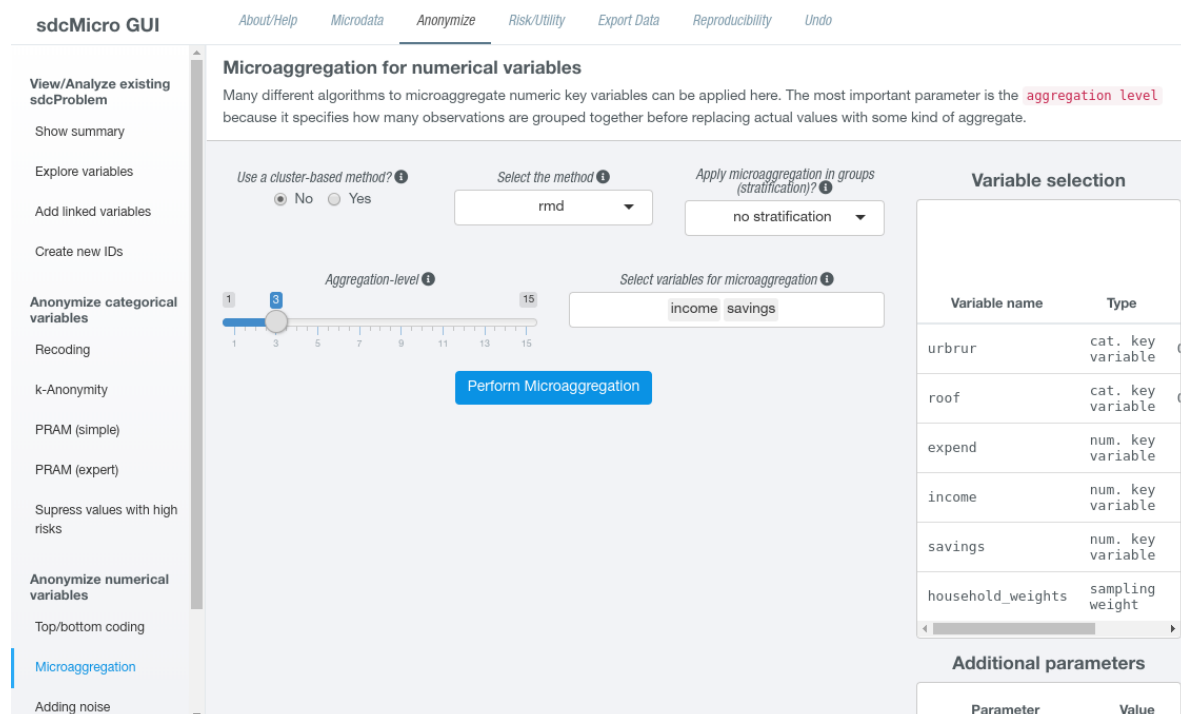 sdcMicro GUI
About/Help Microdata Anonymize Risk/Utility Export Data Reproducibility Undo
View/Analyze existing
sdcProblem
Show summary
Explore variables
Add linked variables
Create new IDs
Anonymize categorical
variables
Recoding
k-Anonymity
PRAM (simple)
PRAM (expert)
Supress values with high
risks
Anonymize numerical
variables
Top/bottom coding
Microaggregation
Adding noise
Microaggregation for numerical variables
Many different algorithms to microaggregate numeric key variables can be applied here. The most important parameter is the aggregation level
because it specifies how many observations are grouped together before replacing actual values with some kind of aggregate.
Use a cluster-based method?
No Yes
Select the method
rmd
Apply microaggregation in groups
(stratification)?
no stratification
Aggregation-level
1 3 15
1 3 5 7 9 11 13 15
Select variables for microaggregation
income savings
Perform Microaggregation
Variable selection
Variable name Type
urbrur cat. key
variable
roof cat. key
variable
expend num. key
variable
income num. key
variable
savings num. key
variable
household_weights sampling
weight
Additional parameters
Parameter Value